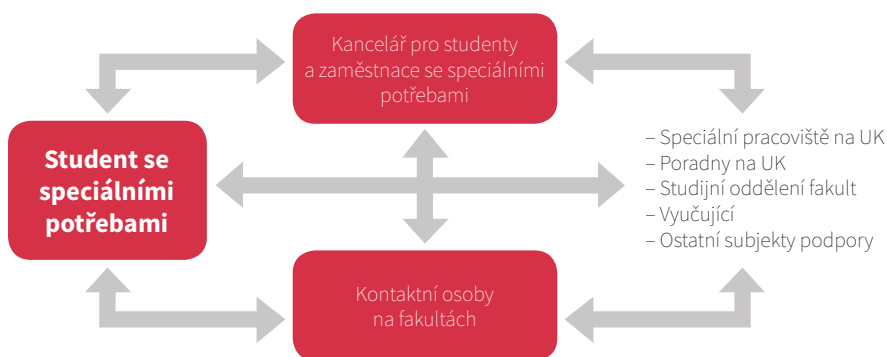 Kancelář pro studenty
a zaměstnace se speciálními
potřebami
Student se
speciálními
potřebami
– Speciální pracoviště na UK
– Poradny na UK
– Studijní oddělení fakult
– Vyučující
– Ostatní subjekty podpory
Kontaktní osoby
na fakultách